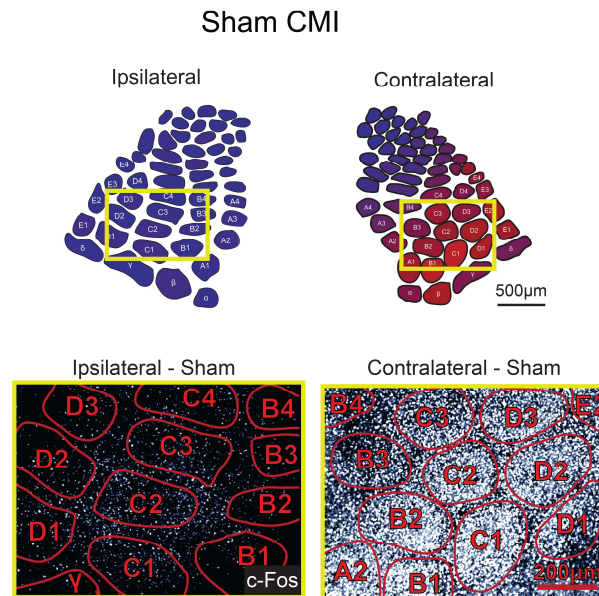 Sham CMI
Ipsilateral
Contralateral
E4
E3 D4
E2 D3 C4 B4 A4
D2 C3 B3 A3
E1 D1 C2 B2 A2
δ C1 B1 A1
γ β α
C4 D4 E4
E3
A4 B4 C3 D3 E2
A3 B3 C2 D2 E1
A2 B2 C1 D1 δ
A1 B1 γ
α β
500μm
Ipsilateral - Sham
Contralateral - Sham
D3 C4 B4
D2 C3 B3
D1 C2 B2
C1 B1
γ c-Fos
B4 C3 D3 E2
B3 C2 D2
B2 C1 D1
A2 B1 200μm